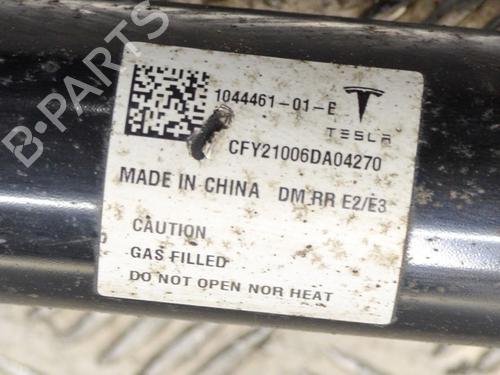 1044461-01-E
TESLA
CFY21006DA04270
MADE IN CHINA DM RR E2/E3
CAUTION
GAS FILLED
DO NOT OPEN NOR HEAT
B-PARTS